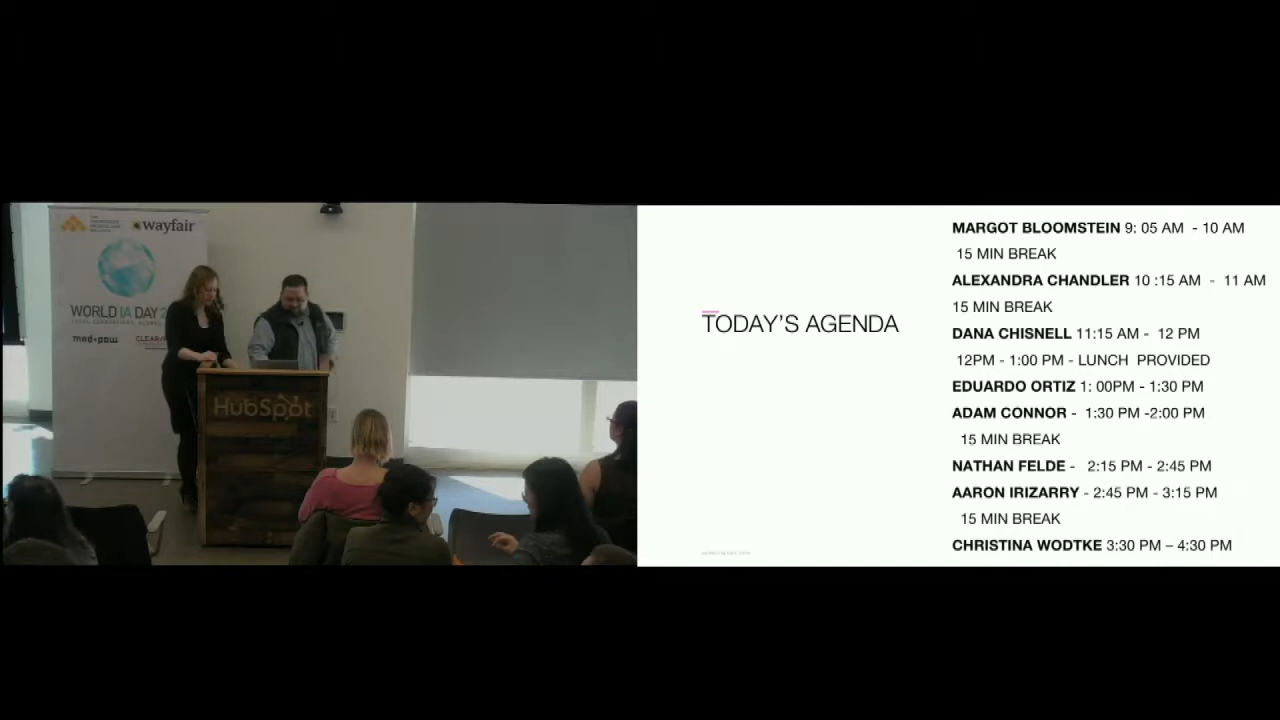 wayfair
WORLD IA DAY 2
med+paw
CLEAR/
HubSpot
TODAY'S AGENDA
MARGOT BLOOMSTEIN 9: 05 AM - 10 AM
15 MIN BREAK
ALEXANDRA CHANDLER 10 :15 AM - 11 AM
15 MIN BREAK
DANA CHISNELL 11:15 AM - 12 PM
12PM - 1:00 PM - LUNCH PROVIDED
EDUARDO ORTIZ 1: 00PM - 1:30 PM
ADAM CONNOR - 1:30 PM -2:00 PM
15 MIN BREAK
NATHAN FELDE - 2:15 PM - 2:45 PM
AARON IRIZARRY - 2:45 PM - 3:15 PM
15 MIN BREAK
CHRISTINA WODTKE 3:30 PM – 4:30 PM